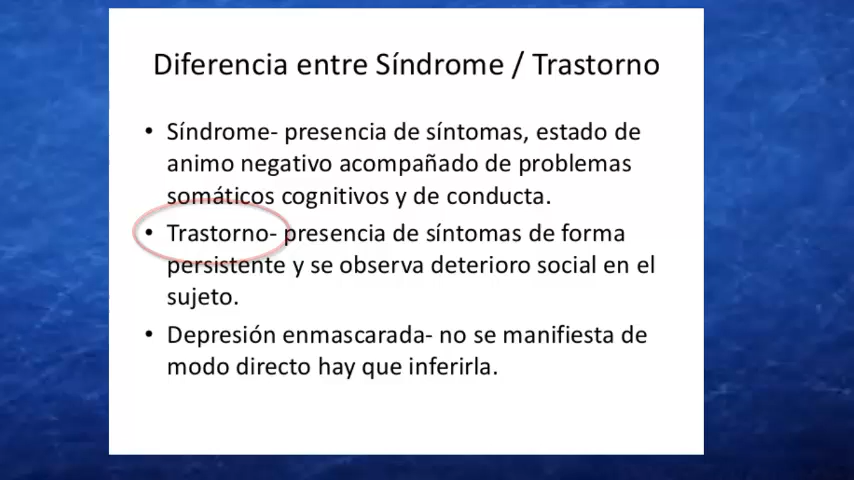 Diferencia entre Síndrome / Trastorno
• Síndrome- presencia de síntomas, estado de
animo negativo acompañado de problemas
somáticos cognitivos y de conducta.
• Trastorno- presencia de síntomas de forma
persistente y se observa deterioro social en el
sujeto.
• Depresión enmascarada- no se manifiesta de
modo directo hay que inferirla.